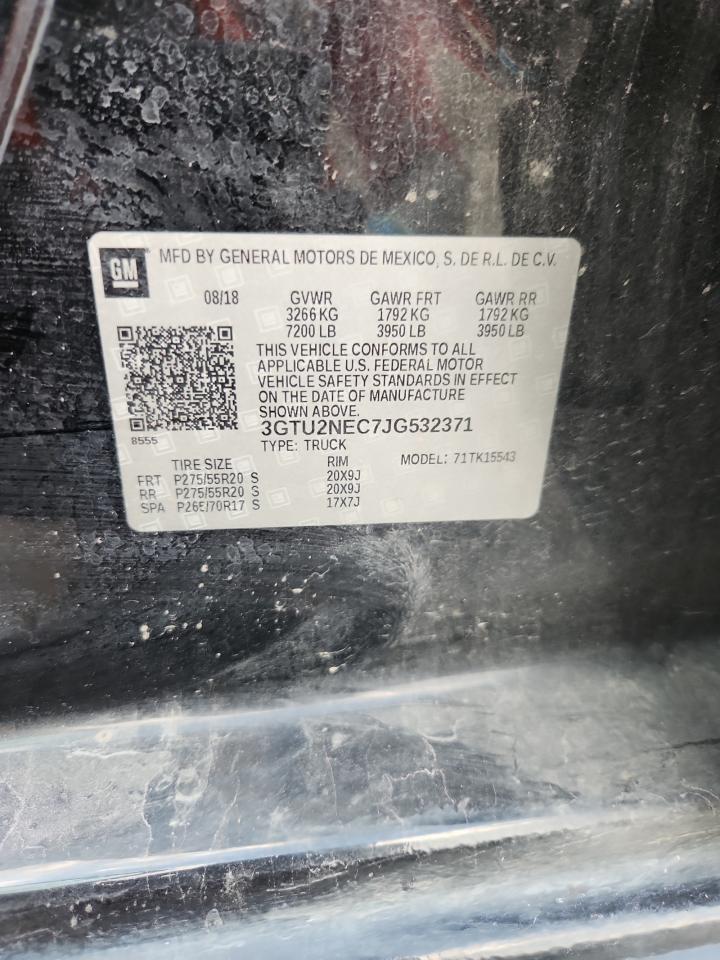 GM MFD BY GENERAL MOTORS DE MEXICO, S. DE R.L. DE C.V.
08/18 GVWR GAWR FRT GAWR RR
3266 KG 1792 KG 1792 KG
7200 LB 3950 LB 3950 LB
THIS VEHICLE CONFORMS TO ALL
APPLICABLE U.S. FEDERAL MOTOR
VEHICLE SAFETY STANDARDS IN EFFECT
ON THE DATE OF MANUFACTURE
SHOWN ABOVE.
3GTU2NEC7JG532371
8555 TYPE: TRUCK
TIRE SIZE RIM MODEL: 71TK15543
FRT P275/55R20 S 20X9J
RR P275/55R20 S 20X9J
SPA P265/70R17 S 17X7J